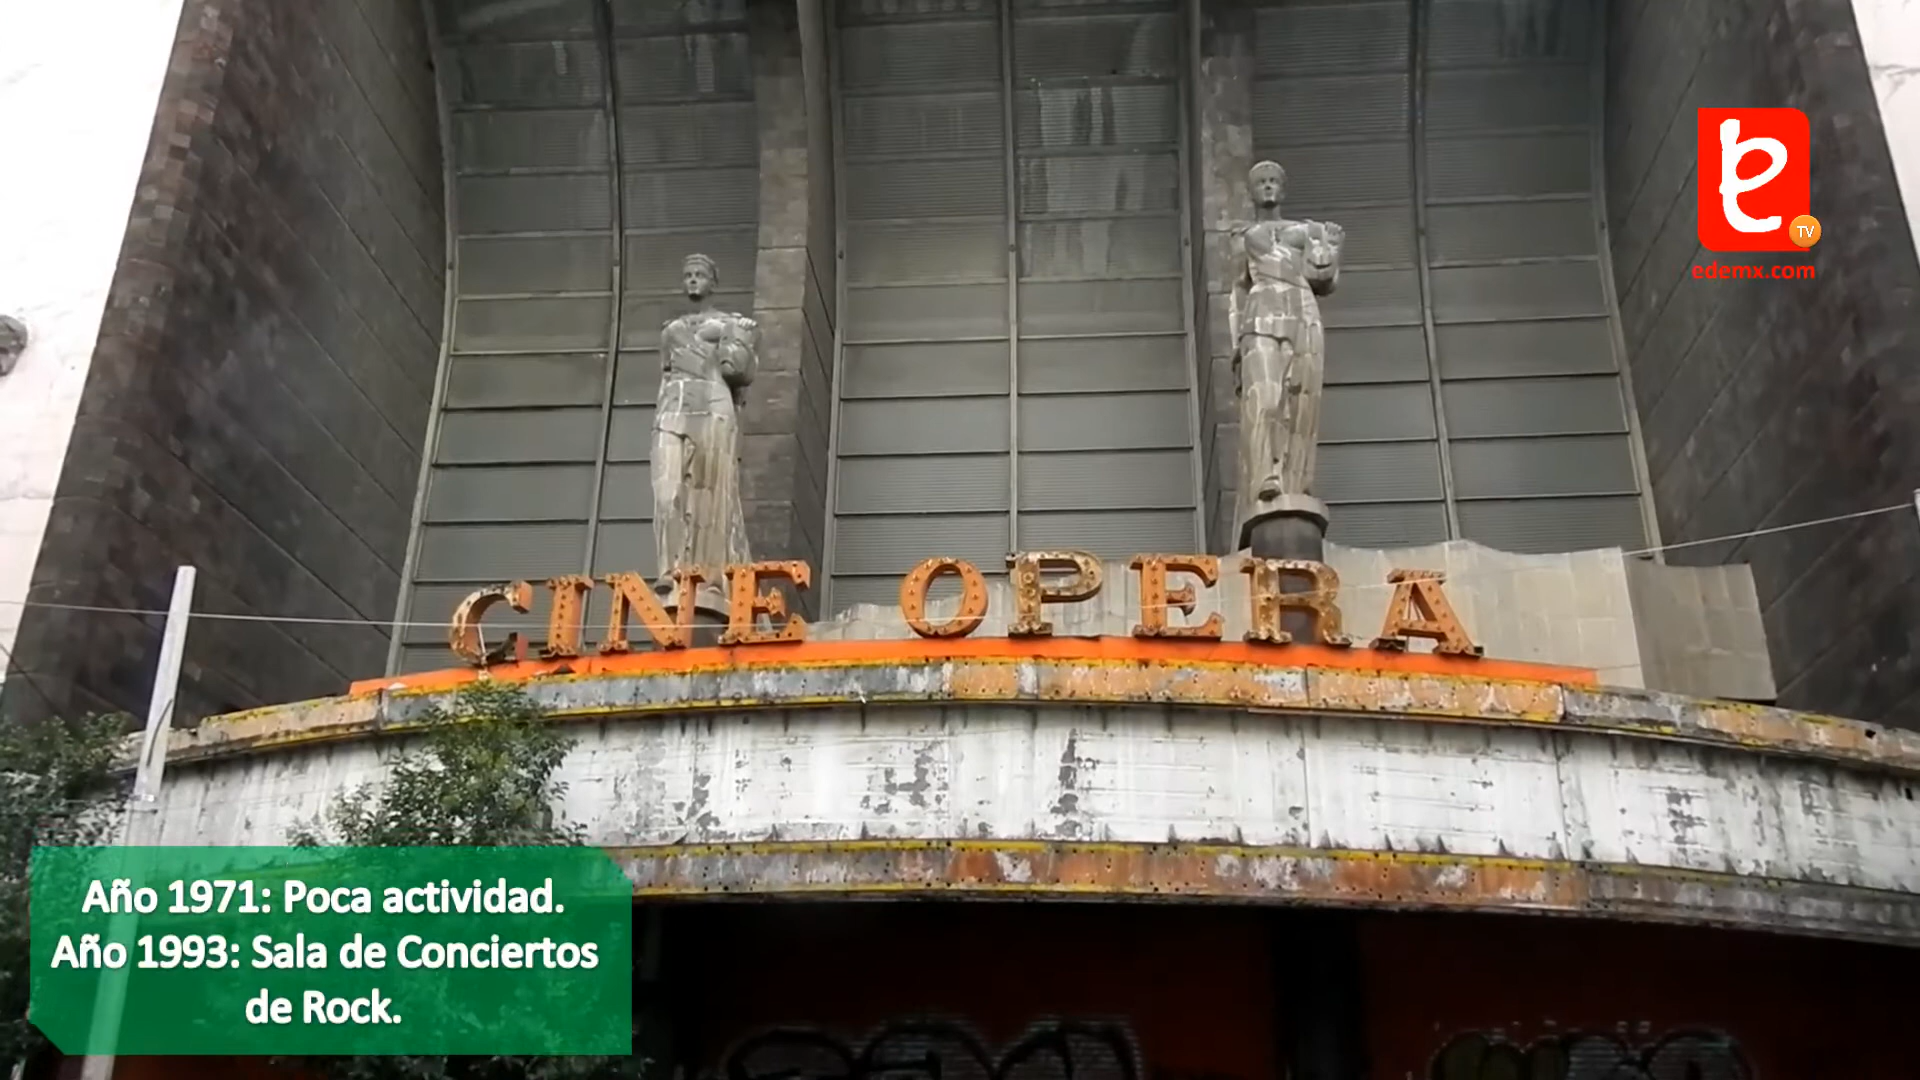 e
TV
edemx.com
CINE OPERA
Año 1971: Poca actividad.
Año 1993: Sala de Conciertos
de Rock.